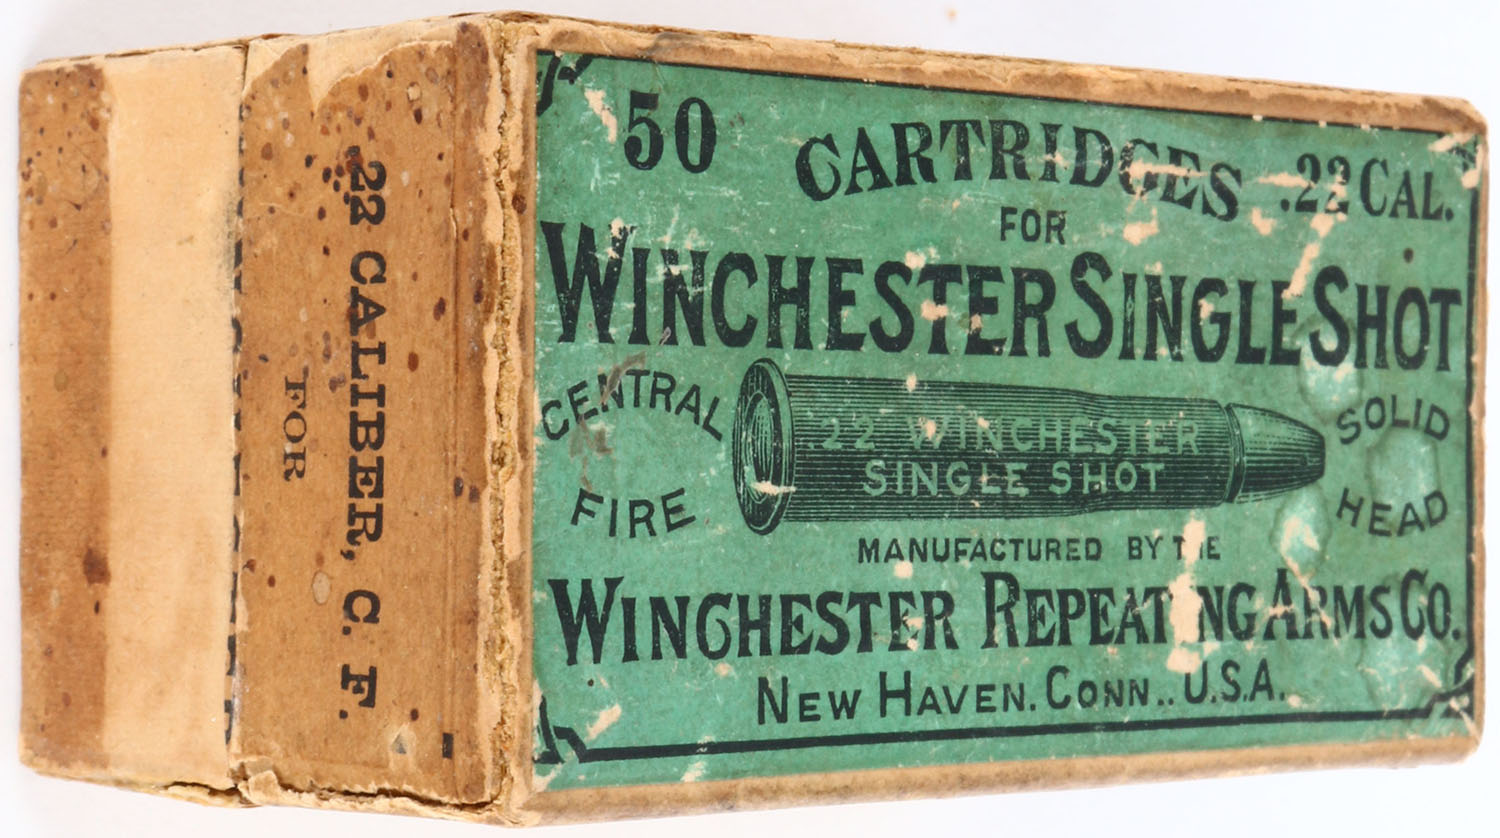 50 CARTRIDGES .22 CAL.
FOR
WINCHESTER SINGLE SHOT
CENTRAL FIRE
.22 WINCHESTER
SINGLE SHOT
SOLID HEAD
MANUFACTURED BY THE
WINCHESTER REPEATING ARMS CO.
NEW HAVEN. CONN.. U.S.A.
.22 CALIBER, C. F.
FOR